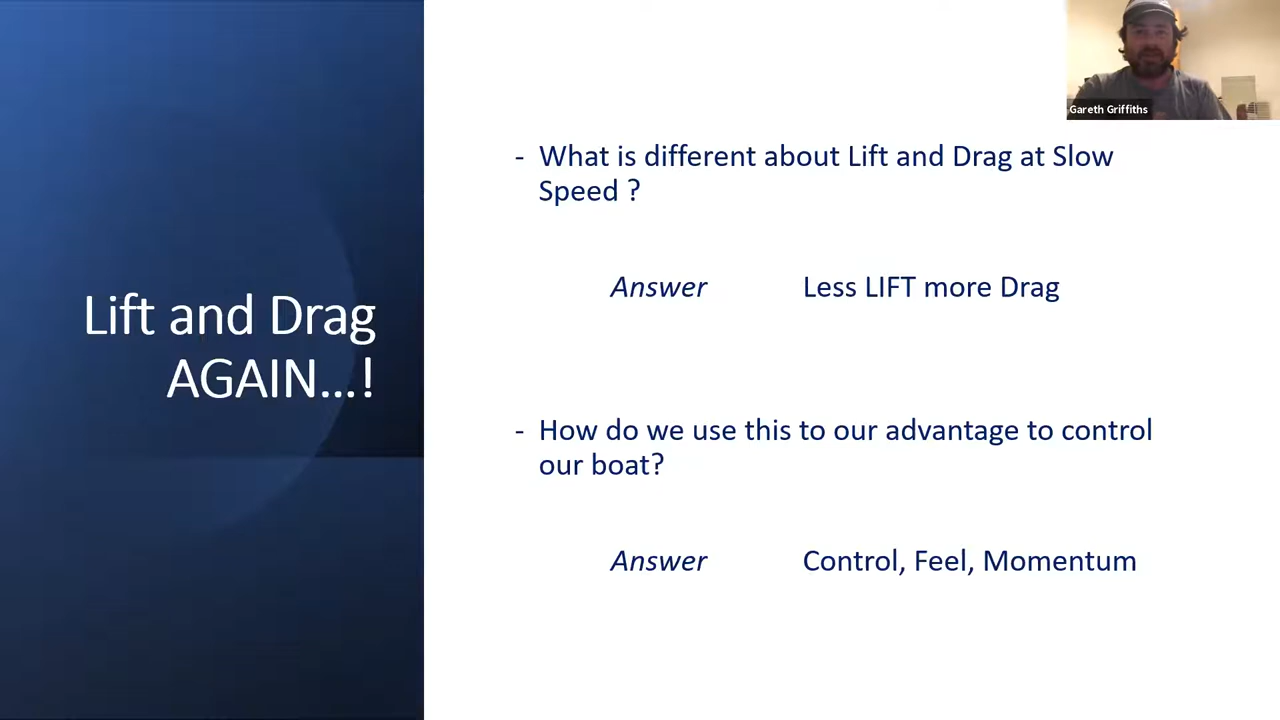 Lift and Drag
AGAIN...!
- What is different about Lift and Drag at Slow
Speed ?
Answer Less LIFT more Drag
- How do we use this to our advantage to control
our boat?
Answer Control, Feel, Momentum
Gareth Griffiths